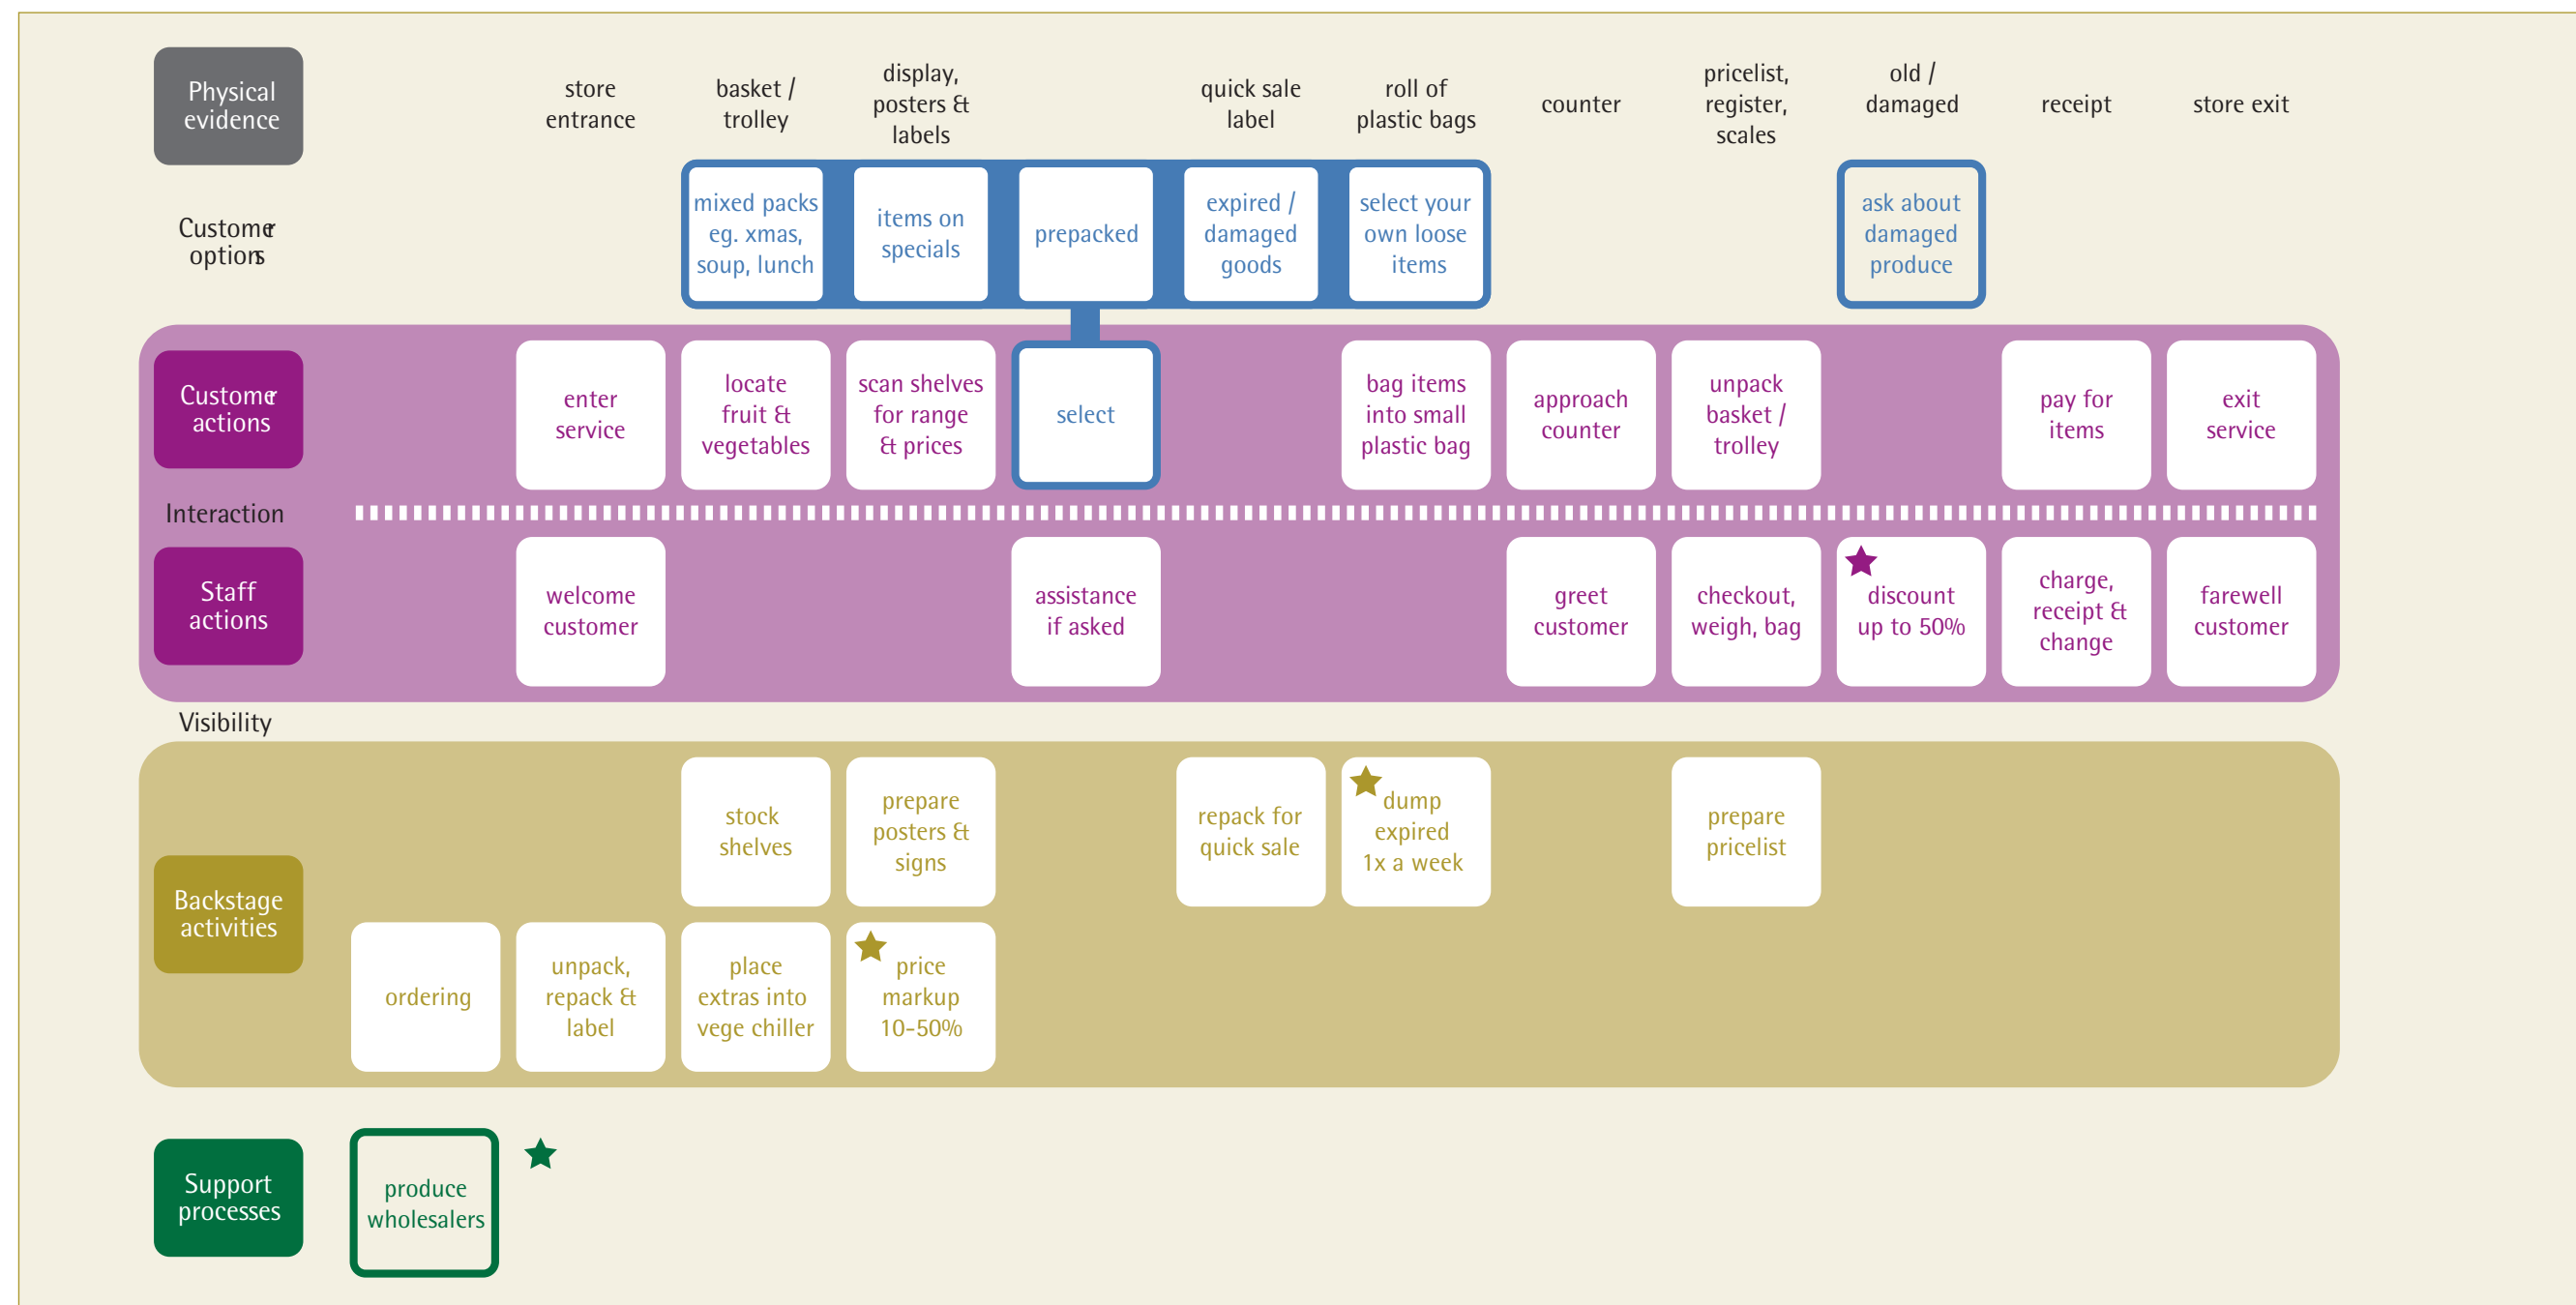 Physical
evidence
store
entrance
basket /
trolley
display,
posters &
labels
quick sale
label
roll of
plastic bags
counter
pricelist,
register,
scales
old /
damaged
receipt
store exit
Customer
options
mixed packs
eg. xmas,
soup, lunch
items on
specials
prepacked
expired /
damaged
goods
select your
own loose
items
ask about
damaged
produce
Customer
actions
enter
service
locate
fruit &
vegetables
scan shelves
for range
& prices
select
bag items
into small
plastic bag
approach
counter
unpack
basket /
trolley
pay for
items
exit
service
Interaction
Staff
actions
welcome
customer
assistance
if asked
greet
customer
checkout,
weigh, bag
discount
up to 50%
charge,
receipt &
change
farewell
customer
Visibility
Backstage
activities
stock
shelves
prepare
posters &
signs
repack for
quick sale
dump
expired
1x a week
prepare
pricelist
ordering
unpack,
repack &
label
place
extras into
vege chiller
price
markup
10-50%
Support
processes
produce
wholesalers